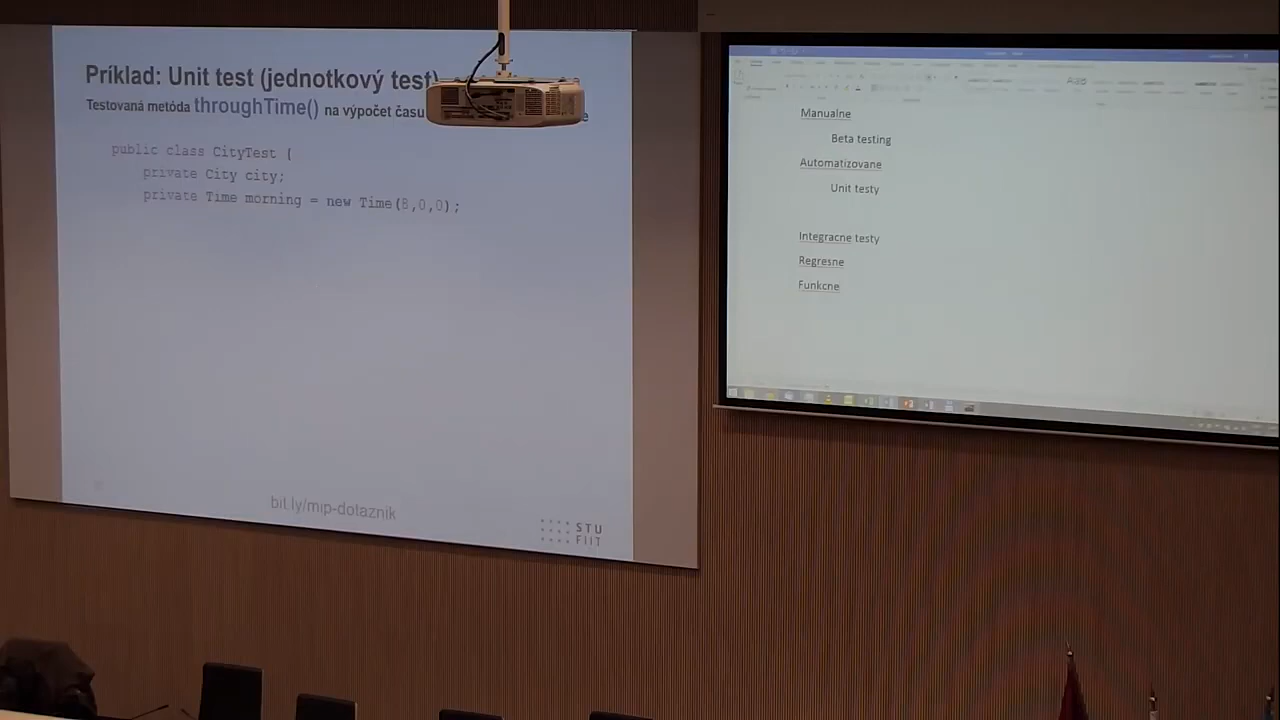 Príklad: Unit test (jednotkový test)
Testovaná metóda throughTime() na výpočet času
public class CityTest {
private City city;
private Time morning = new Time(8,0,0);
bit.ly/mip-dotaznik
STU
FIIT
Manualne
Beta testing
Automatizovane
Unit testy
Integracne testy
Regresne
Funkcne